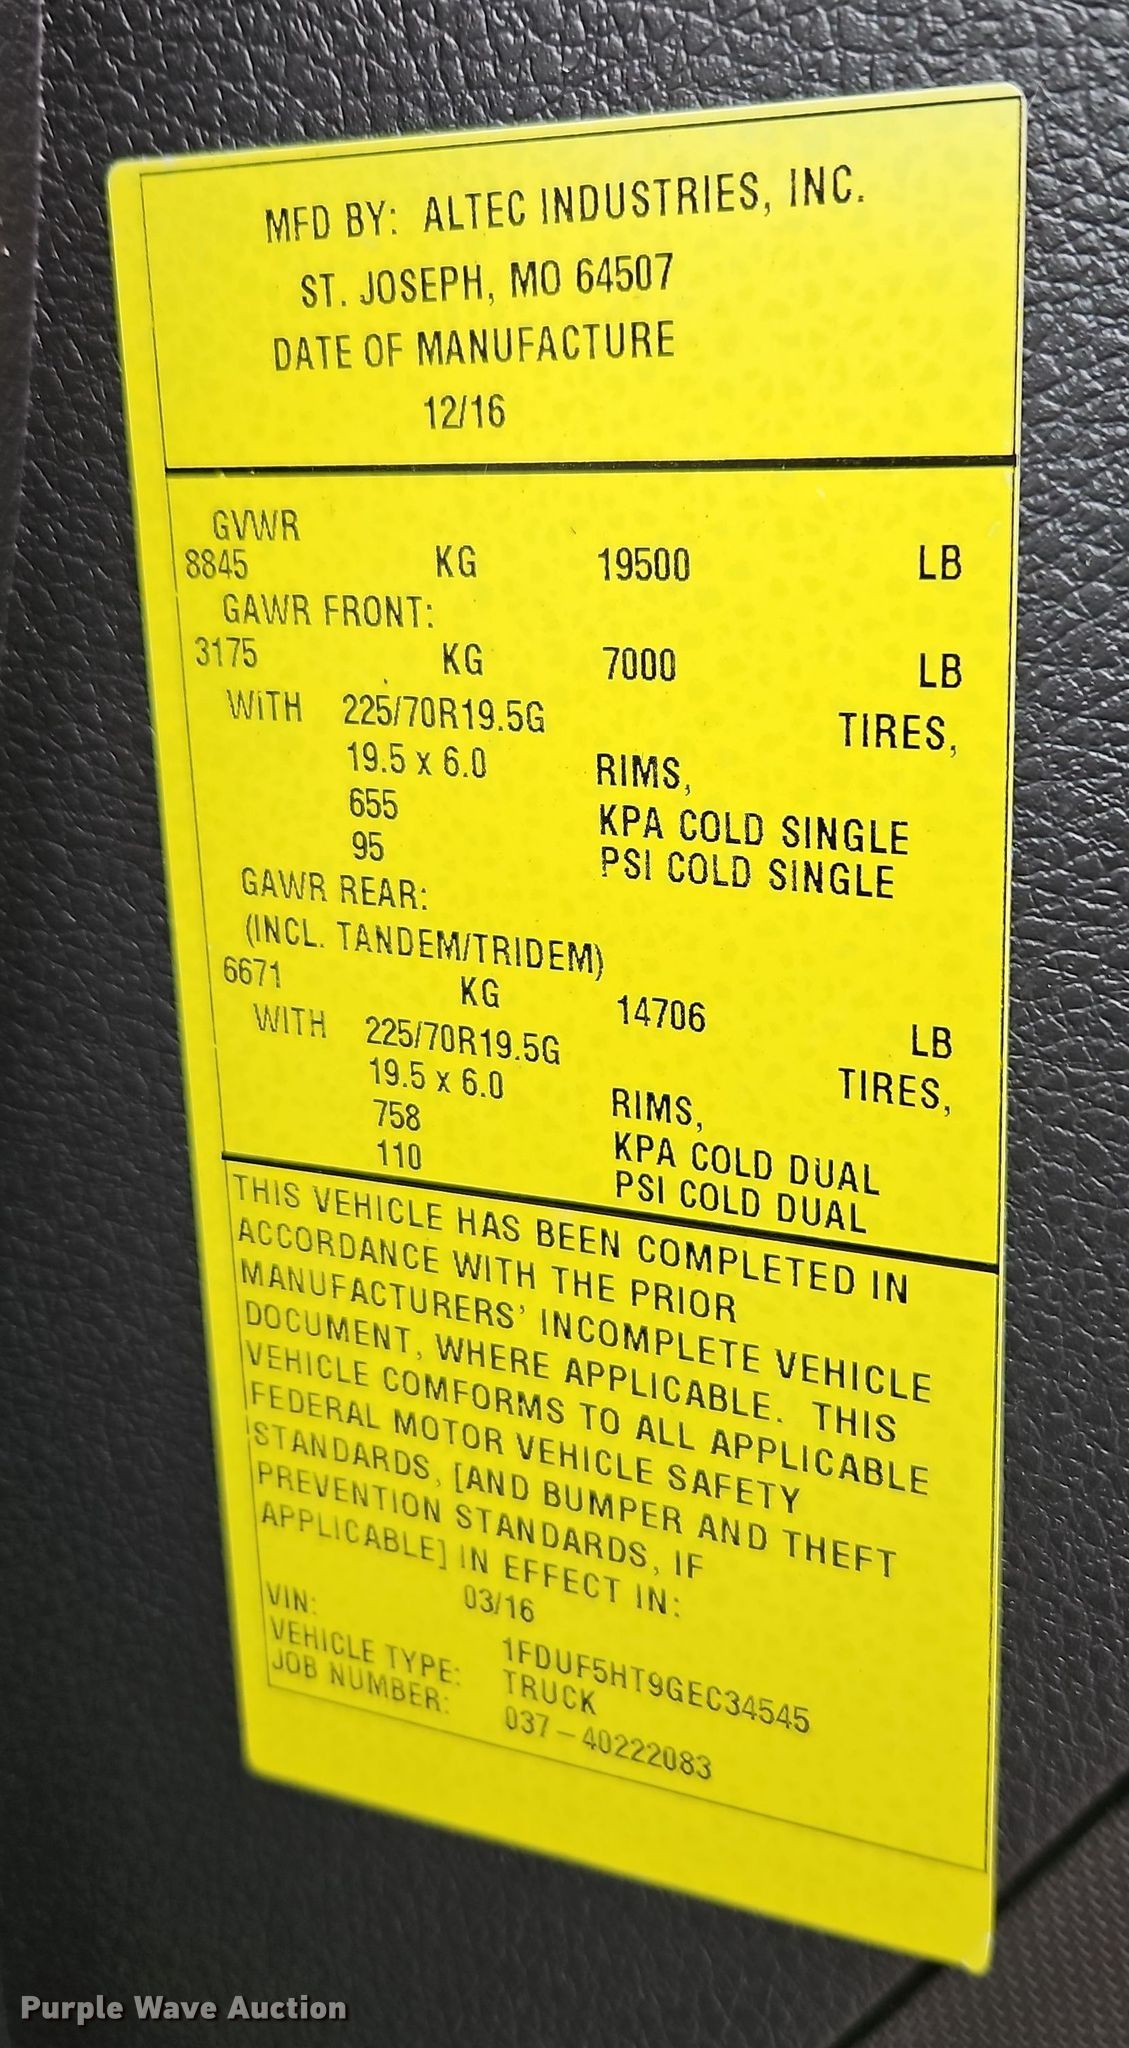 MFD BY: ALTEC INDUSTRIES, INC.
ST. JOSEPH, MO 64507
DATE OF MANUFACTURE
12/16
GVWR
8845 KG 19500 LB
GAWR FRONT:
3175 KG 7000 LB
WITH 225/70R19.5G TIRES,
19.5 x 6.0 RIMS,
655 KPA COLD SINGLE
95 PSI COLD SINGLE
GAWR REAR:
(INCL. TANDEM/TRIDEM)
6671 KG 14706 LB
WITH 225/70R19.5G TIRES,
19.5 x 6.0 RIMS,
758 KPA COLD DUAL
110 PSI COLD DUAL
THIS VEHICLE HAS BEEN COMPLETED IN
ACCORDANCE WITH THE PRIOR
MANUFACTURERS' INCOMPLETE VEHICLE
DOCUMENT, WHERE APPLICABLE. THIS
VEHICLE COMFORMS TO ALL APPLICABLE
FEDERAL MOTOR VEHICLE SAFETY
STANDARDS, [AND BUMPER AND THEFT
PREVENTION STANDARDS, IF
APPLICABLE] IN EFFECT IN:
03/16
VIN: 1FDUF5HT9GEC34545
VEHICLE TYPE: TRUCK
JOB NUMBER: 037-40222083
Purple Wave Auction